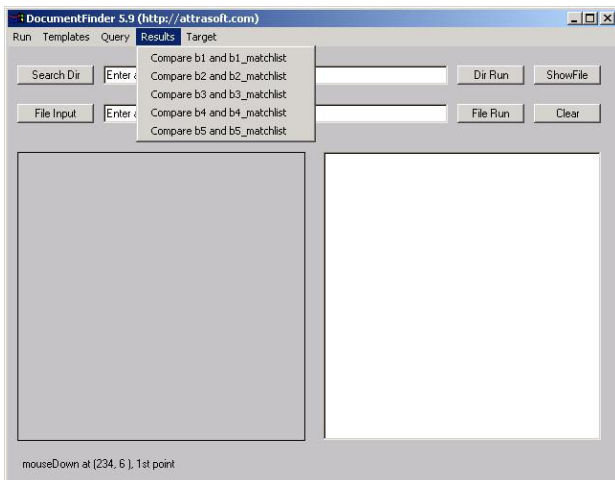 DocumentFinder 5.9 (http://attrasoft.com)
Run Templates Query Results Target
Compare b1 and b1_matchlist
Compare b2 and b2_matchlist
Compare b3 and b3_matchlist
Compare b4 and b4_matchlist
Compare b5 and b5_matchlist
Search Dir Enter Dir Run ShowFile
File Input Enter File Run Clear
mouseDown at (234, 6 ), 1st point